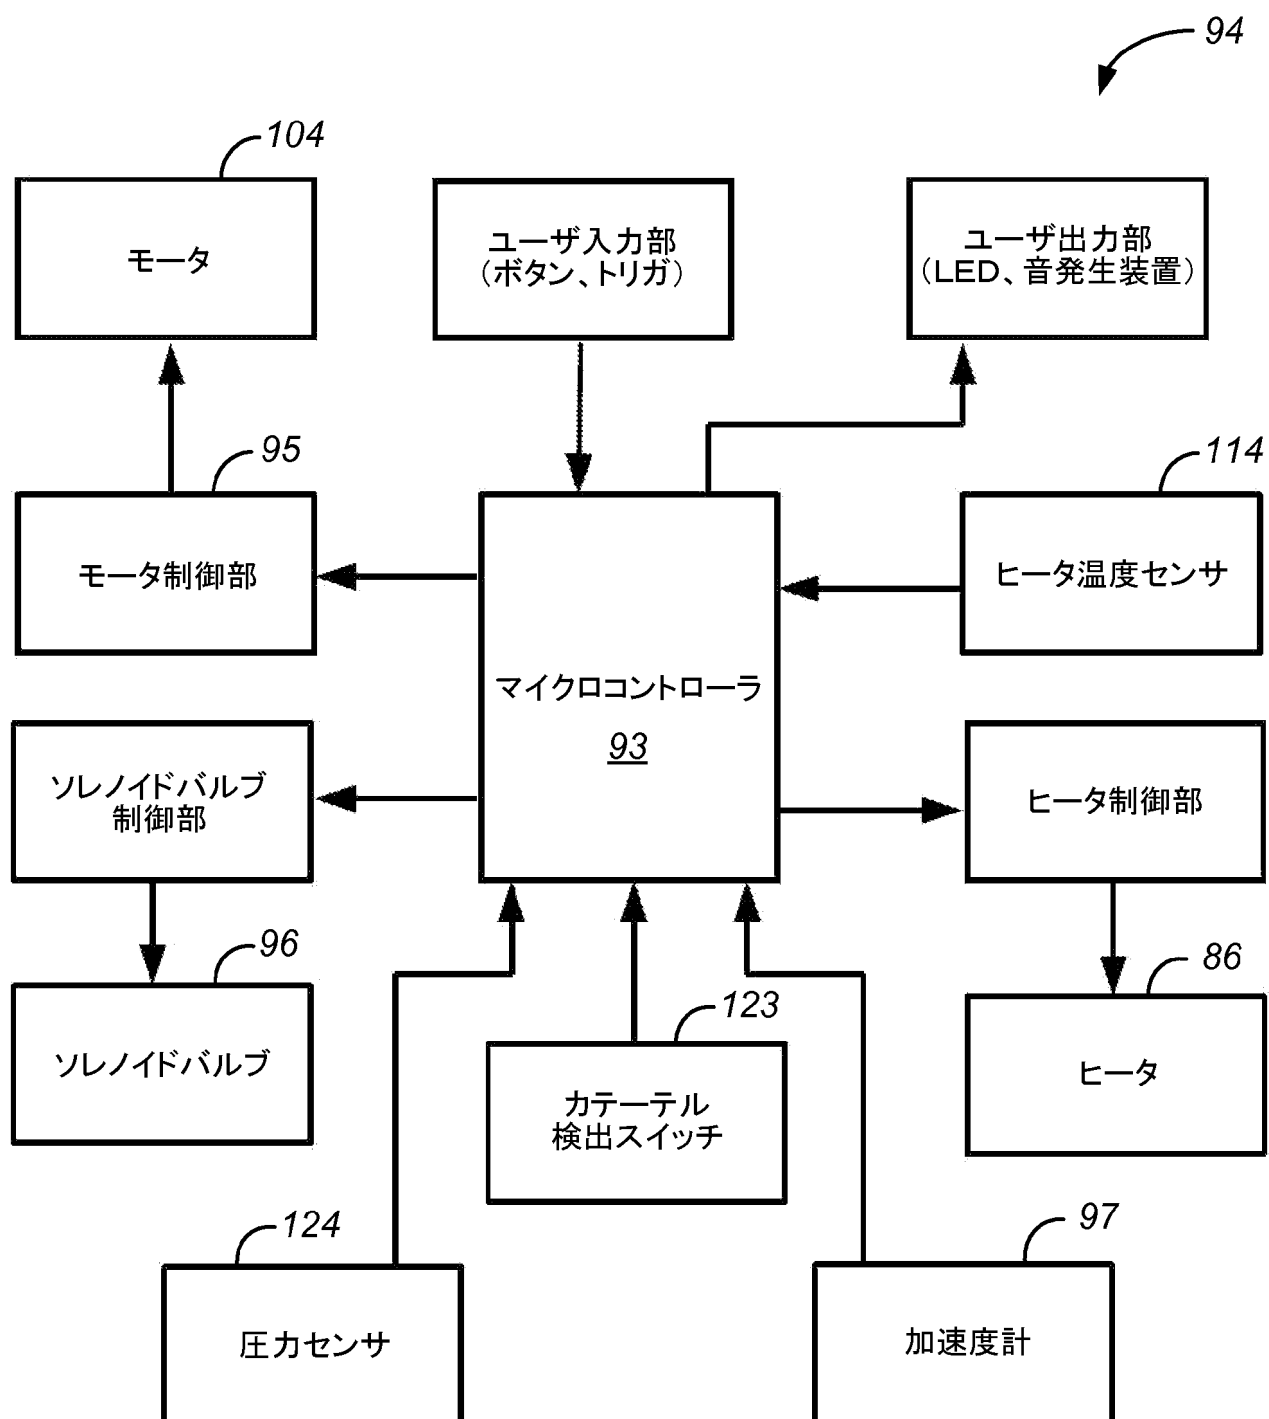 94
104
モータ
ユーザ入力部
(ボタン、トリガ)
ユーザ出力部
(LED、音発生装置)
95
モータ制御部
114
ヒータ温度センサ
マイクロコントローラ
93
ソレノイドバルブ
制御部
ヒータ制御部
96
ソレノイドバルブ
86
ヒータ
123
カテーテル
検出スイッチ
124
圧力センサ
97
加速度計